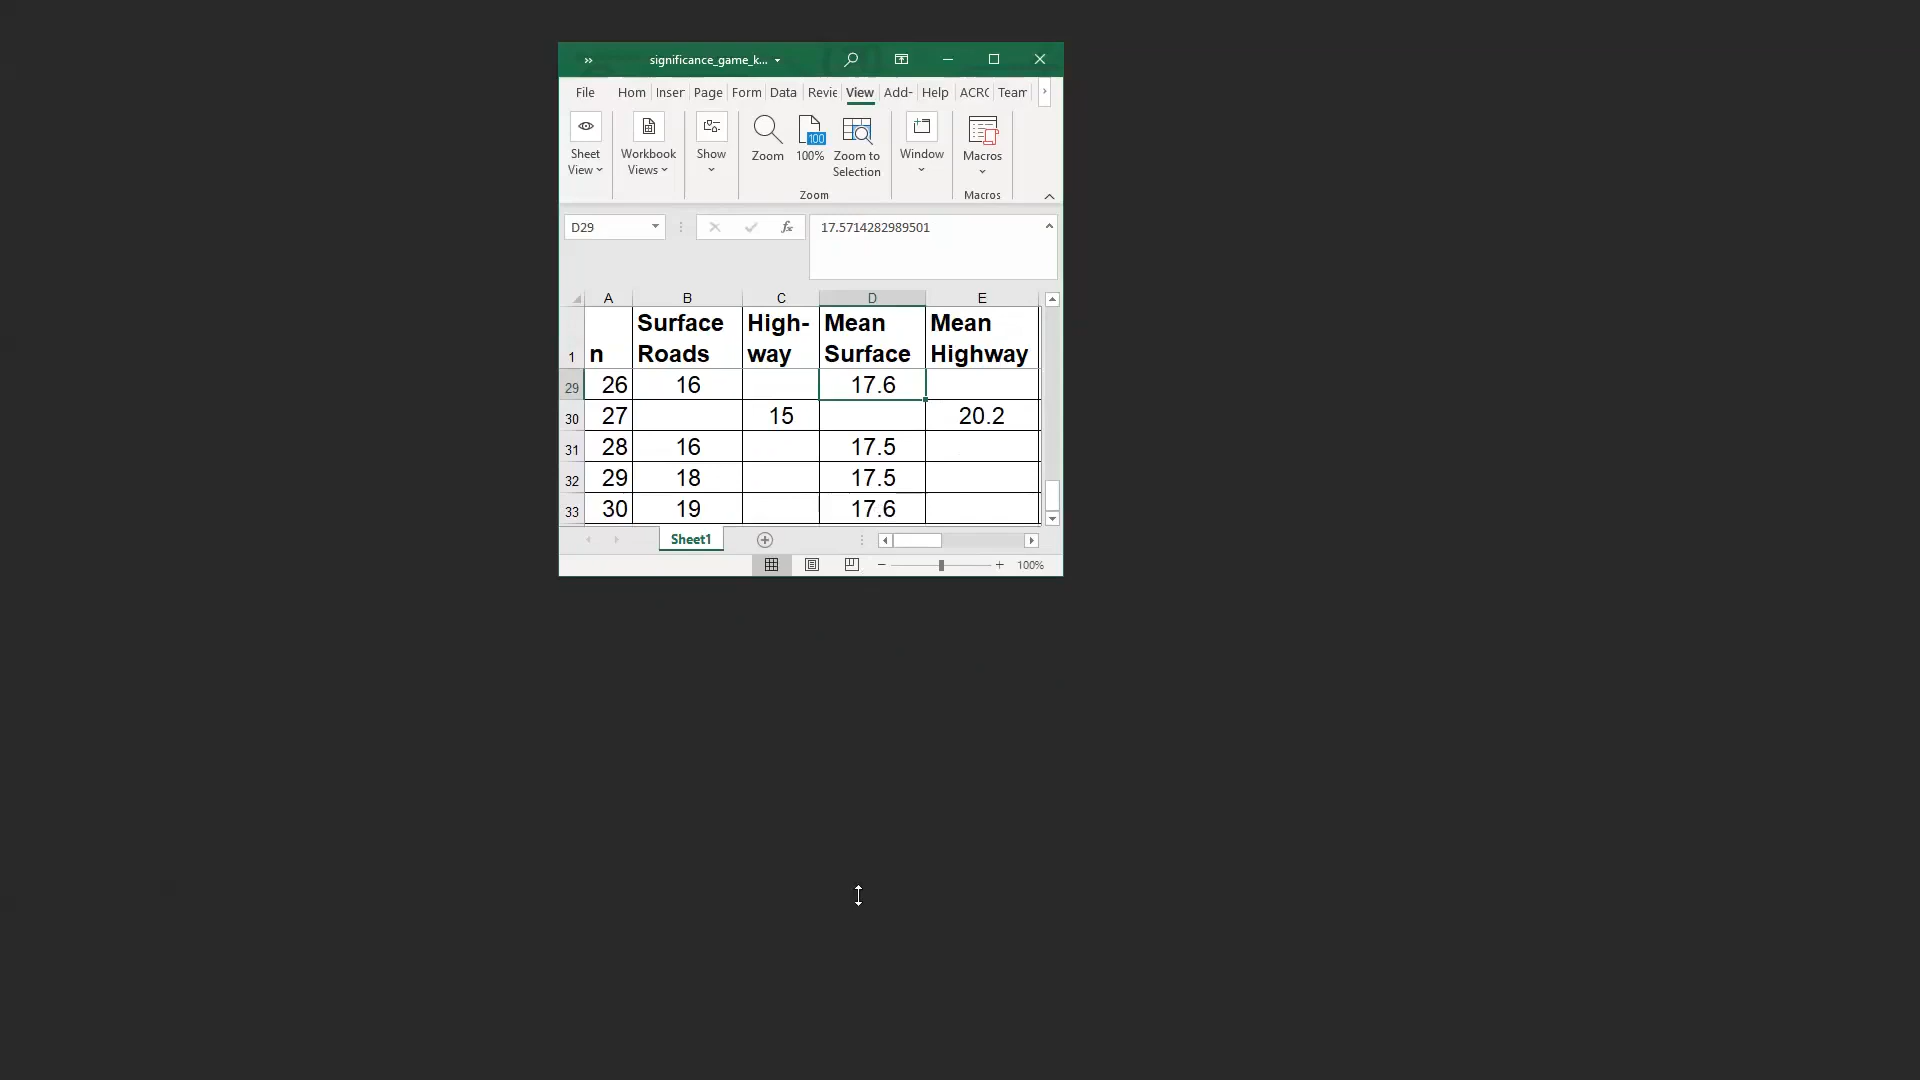 »
significance_game_k...
File Hom Inser Page Form Data Revie View Add- Help ACRC Team
Sheet View
Workbook Views
Show
Zoom
100
100%
Zoom to Selection
Window
Macros
Zoom
Macros
D29
fx
17.5714282989501
A B C D E
1 n Surface Roads High-way Mean Surface Mean Highway
29 26 16 17.6
30 27 15 20.2
31 28 16 17.5
32 29 18 17.5
33 30 19 17.6
Sheet1
100%